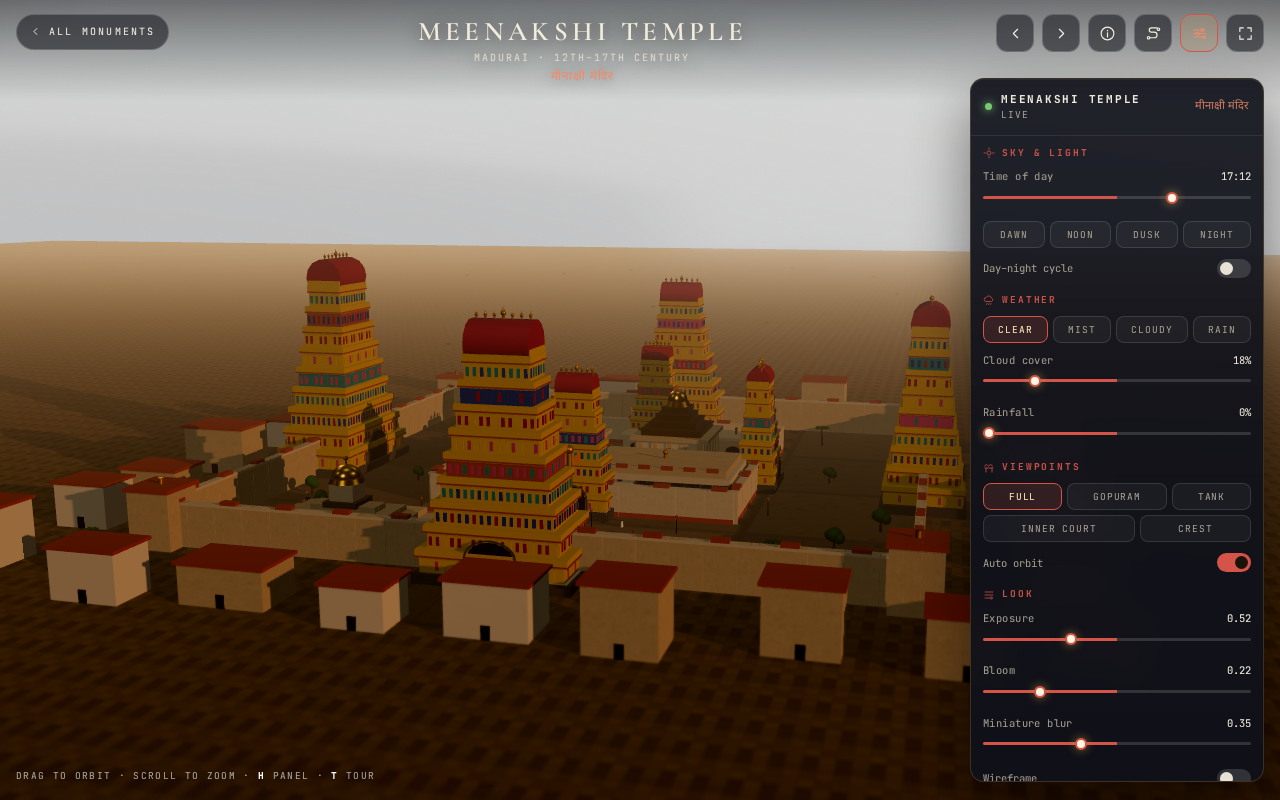 ALL MONUMENTS
MEENAKSHI TEMPLE
MADURAI · 12TH–17TH CENTURY
मीनाक्षी मंदिर
MEENAKSHI TEMPLE
LIVE
मीनाक्षी मंदिर
SKY & LIGHT
Time of day 17:12
DAWN NOON DUSK NIGHT
Day–night cycle
WEATHER
CLEAR MIST CLOUDY RAIN
Cloud cover 18%
Rainfall 0%
VIEWPOINTS
FULL GOPURAM TANK
INNER COURT CREST
Auto orbit
LOOK
Exposure 0.52
Bloom 0.22
Miniature blur 0.35
Wireframe
DRAG TO ORBIT · SCROLL TO ZOOM · H PANEL · T TOUR